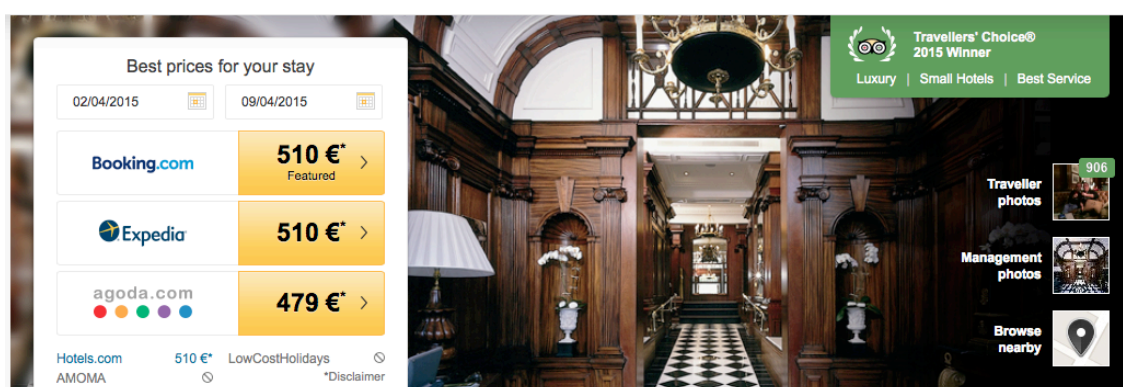 Best prices for your stay
02/04/2015 09/04/2015
Booking.com 510 €*
Featured
Expedia 510 €*
agoda.com 479 €*
Hotels.com 510 €* LowCostHolidays
AMOMA *Disclaimer
Travellers' Choice®
2015 Winner
Luxury | Small Hotels | Best Service
906
Traveller
photos
Management
photos
Browse
nearby